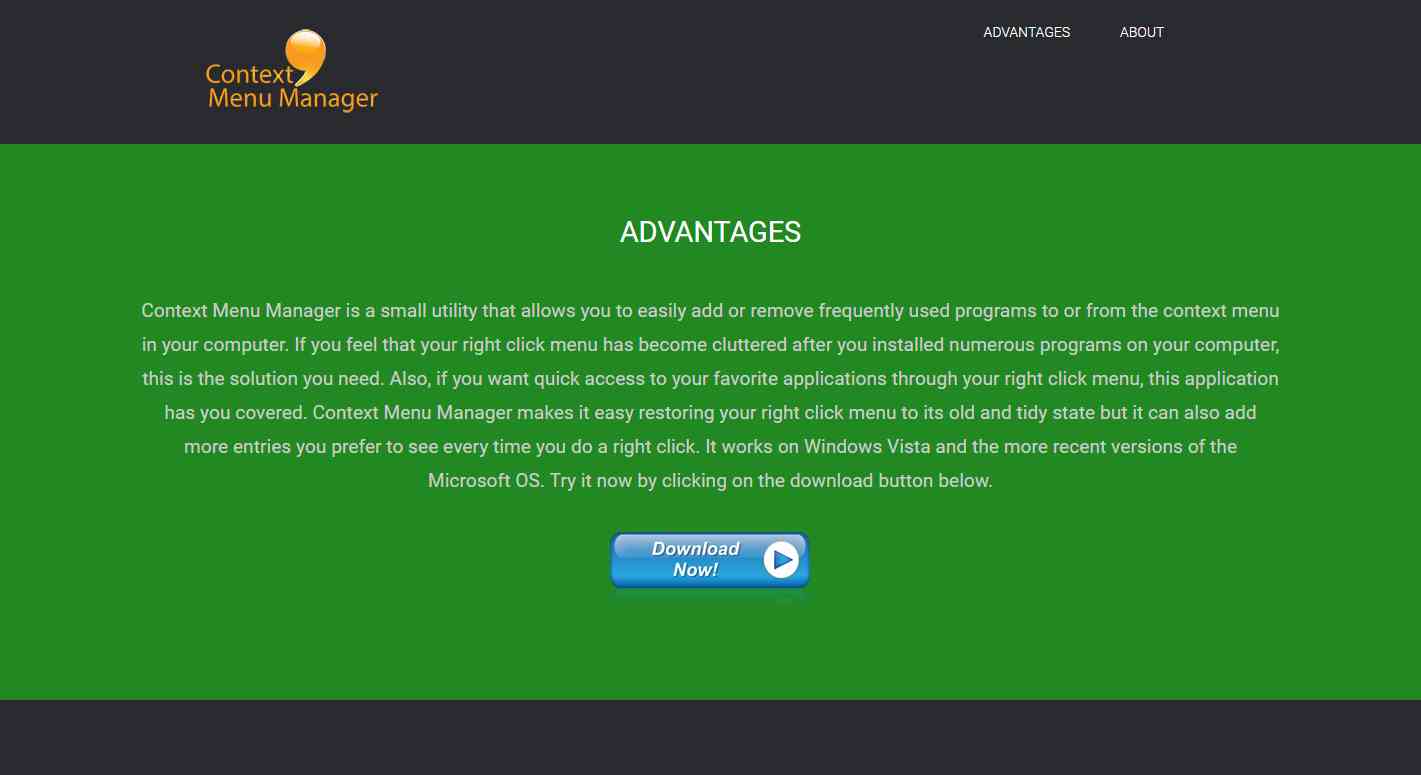 ADVANTAGES
ABOUT
Context
Menu Manager
ADVANTAGES
Context Menu Manager is a small utility that allows you to easily add or remove frequently used programs to or from the context menu
in your computer. If you feel that your right click menu has become cluttered after you installed numerous programs on your computer,
this is the solution you need. Also, if you want quick access to your favorite applications through your right click menu, this application
has you covered. Context Menu Manager makes it easy restoring your right click menu to its old and tidy state but it can also add
more entries you prefer to see every time you do a right click. It works on Windows Vista and the more recent versions of the
Microsoft OS. Try it now by clicking on the download button below.
Download
Now!